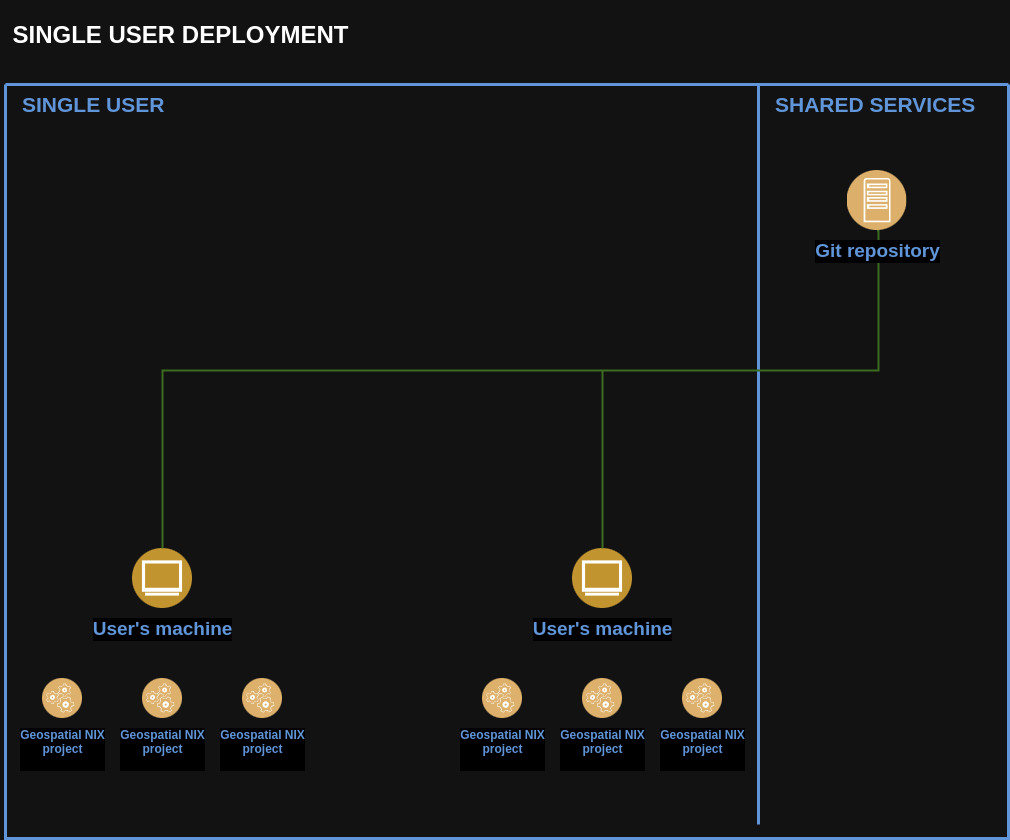 SINGLE USER DEPLOYMENT
SINGLE USER
SHARED SERVICES
Git repository
User's machine
User's machine
Geospatial NIX
project
Geospatial NIX
project
Geospatial NIX
project
Geospatial NIX
project
Geospatial NIX
project
Geospatial NIX
project